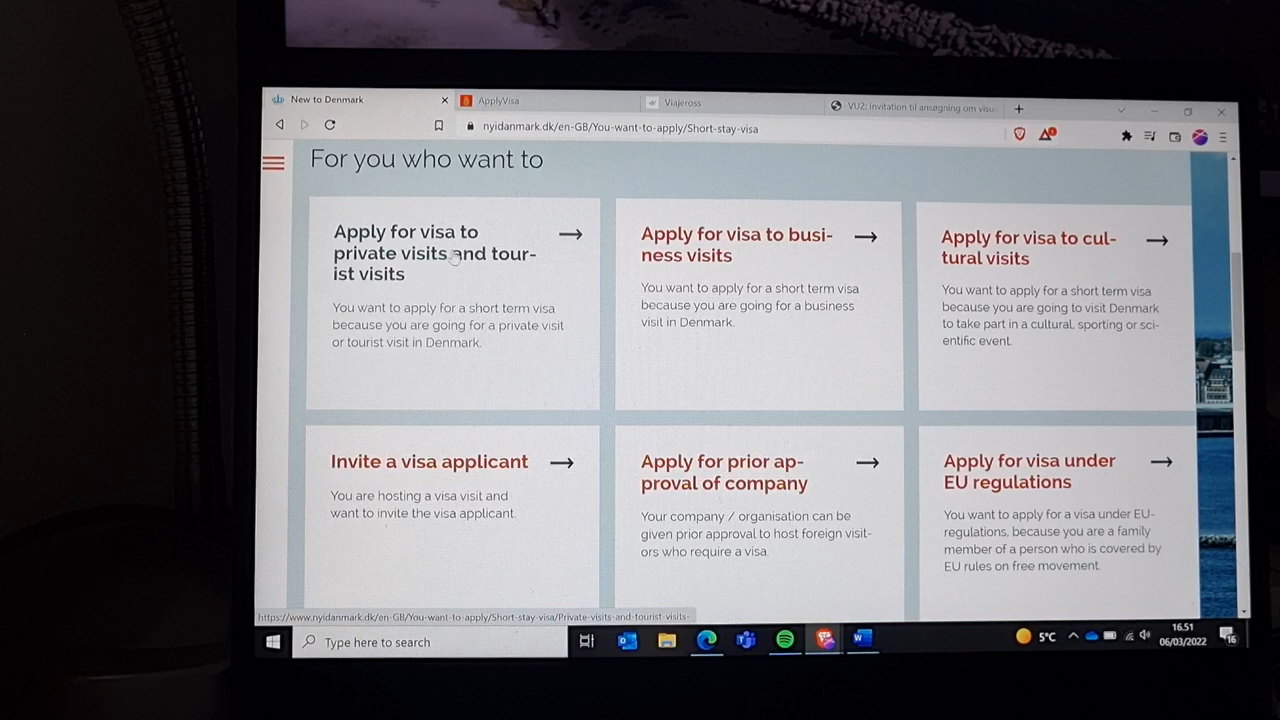 New to Denmark
ApplyVisa
Viajeross
VU2: Invitation til ansøgning om visu
nyidanmark.dk/en-GB/You-want-to-apply/Short-stay-visa
For you who want to
Apply for visa to
private visits and tour-
ist visits
You want to apply for a short term visa
because you are going for a private visit
or tourist visit in Denmark.
Apply for visa to busi-
ness visits
You want to apply for a short term visa
because you are going for a business
visit in Denmark.
Apply for visa to cul-
tural visits
You want to apply for a short term visa
because you are going to visit Denmark
to take part in a cultural, sporting or sci-
entific event.
Invite a visa applicant
You are hosting a visa visit and
want to invite the visa applicant.
Apply for prior ap-
proval of company
Your company / organisation can be
given prior approval to host foreign visit-
ors who require a visa.
Apply for visa under
EU regulations
You want to apply for a visa under EU-
regulations, because you are a family
member of a person who is covered by
EU rules on free movement.
https://www.nyidanmark.dk/en-GB/You-want-to-apply/Short-stay-visa/Private-visits-and-tourist-visits
Type here to search
5°C
16.51
06/03/2022
16